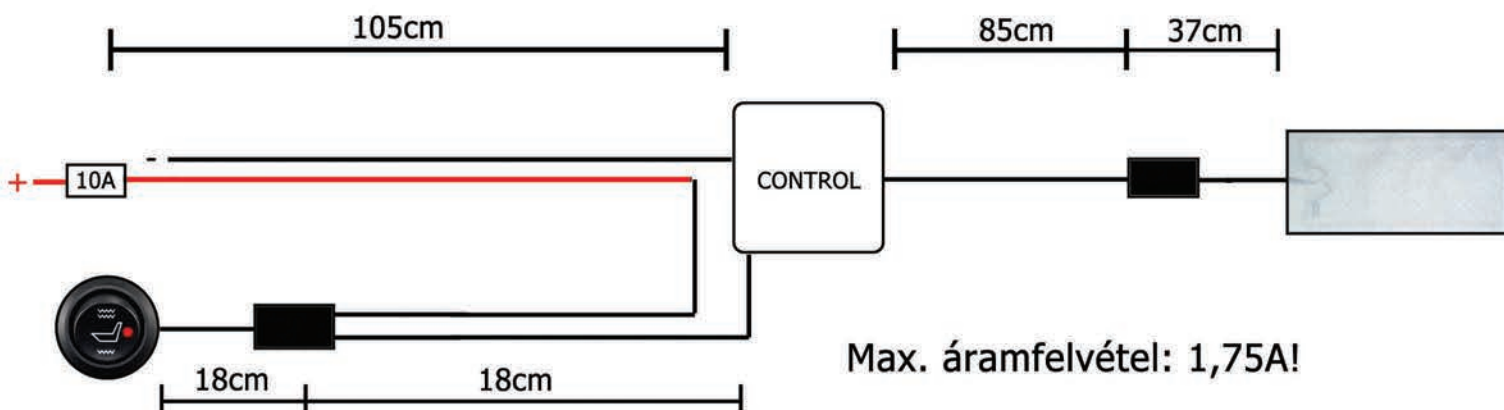 105cm
85cm
37cm
-
+
10A
CONTROL
18cm
18cm
Max. áramfelvétel: 1,75A!